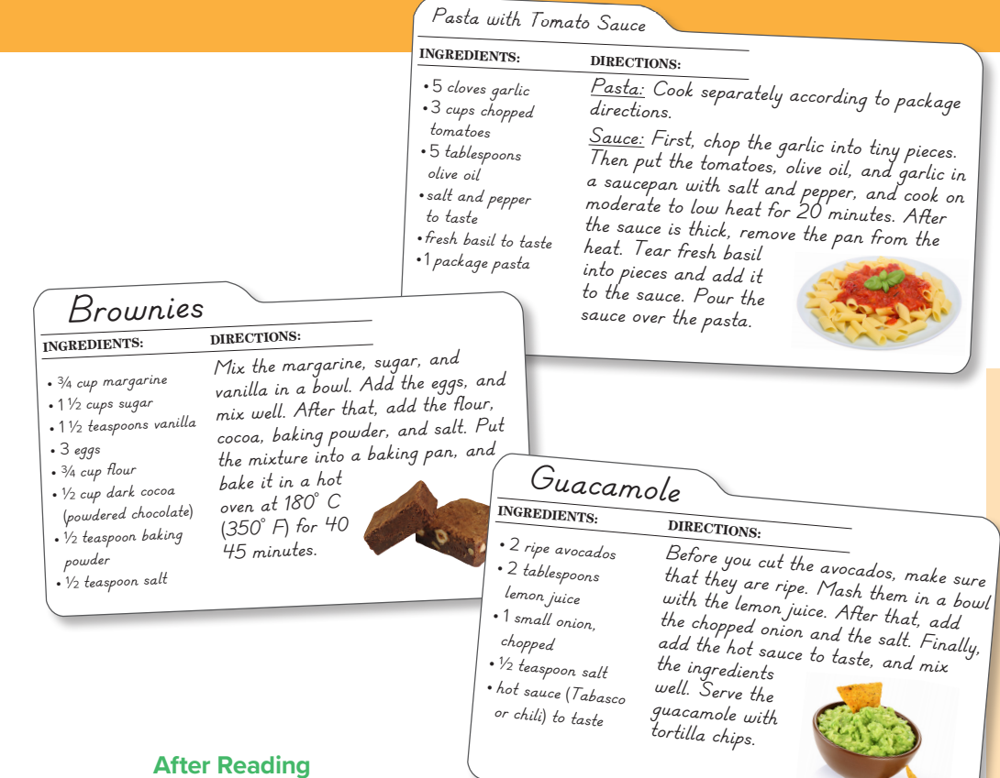 Pasta with Tomato Sauce
INGREDIENTS:
• 5 cloves garlic
• 3 cups chopped
tomatoes
• 5 tablespoons
olive oil
• salt and pepper
to taste
• fresh basil to taste
• 1 package pasta
DIRECTIONS:
Pasta: Cook separately according to package
directions.
Sauce: First, chop the garlic into tiny pieces.
Then put the tomatoes, olive oil, and garlic in
a saucepan with salt and pepper, and cook on
moderate to low heat for 20 minutes. After
the sauce is thick, remove the pan from the
heat. Tear fresh basil
into pieces and add it
to the sauce. Pour the
sauce over the pasta.
Brownies
INGREDIENTS:
• ¾ cup margarine
• 1 ½ cups sugar
• 1 ½ teaspoons vanilla
• 3 eggs
• ¾ cup flour
• ½ cup dark cocoa
(powdered chocolate)
• ½ teaspoon baking
powder
• ½ teaspoon salt
DIRECTIONS:
Mix the margarine, sugar, and
vanilla in a bowl. Add the eggs, and
mix well. After that, add the flour,
cocoa, baking powder, and salt. Put
the mixture into a baking pan, and
bake it in a hot
oven at 180° C
(350° F) for 40
45 minutes.
Guacamole
INGREDIENTS:
• 2 ripe avocados
• 2 tablespoons
lemon juice
• 1 small onion,
chopped
• ½ teaspoon salt
• hot sauce (Tabasco
or chili) to taste
DIRECTIONS:
Before you cut the avocados, make sure
that they are ripe. Mash them in a bowl
with the lemon juice. After that, add
the chopped onion and the salt. Finally,
add the hot sauce to taste, and mix
the ingredients
well. Serve the
guacamole with
tortilla chips.
After Reading